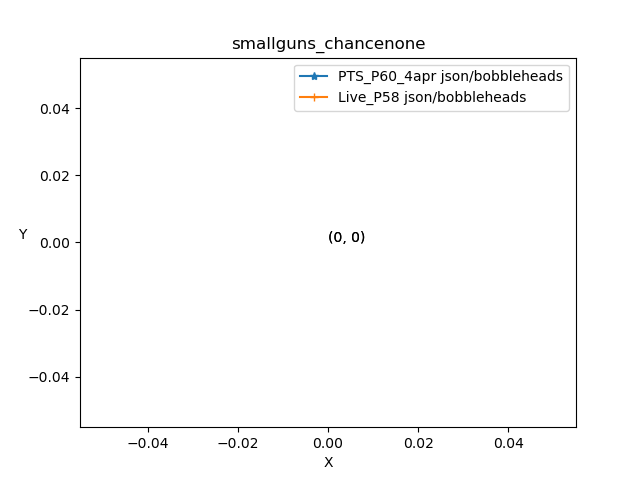 smallguns_chancenone
PTS_P60_4apr json/bobbleheads
Live_P58 json/bobbleheads
0.04
0.02
Y
0.00
(0, 0)
−0.02
−0.04
−0.04
−0.02
0.00
0.02
0.04
X